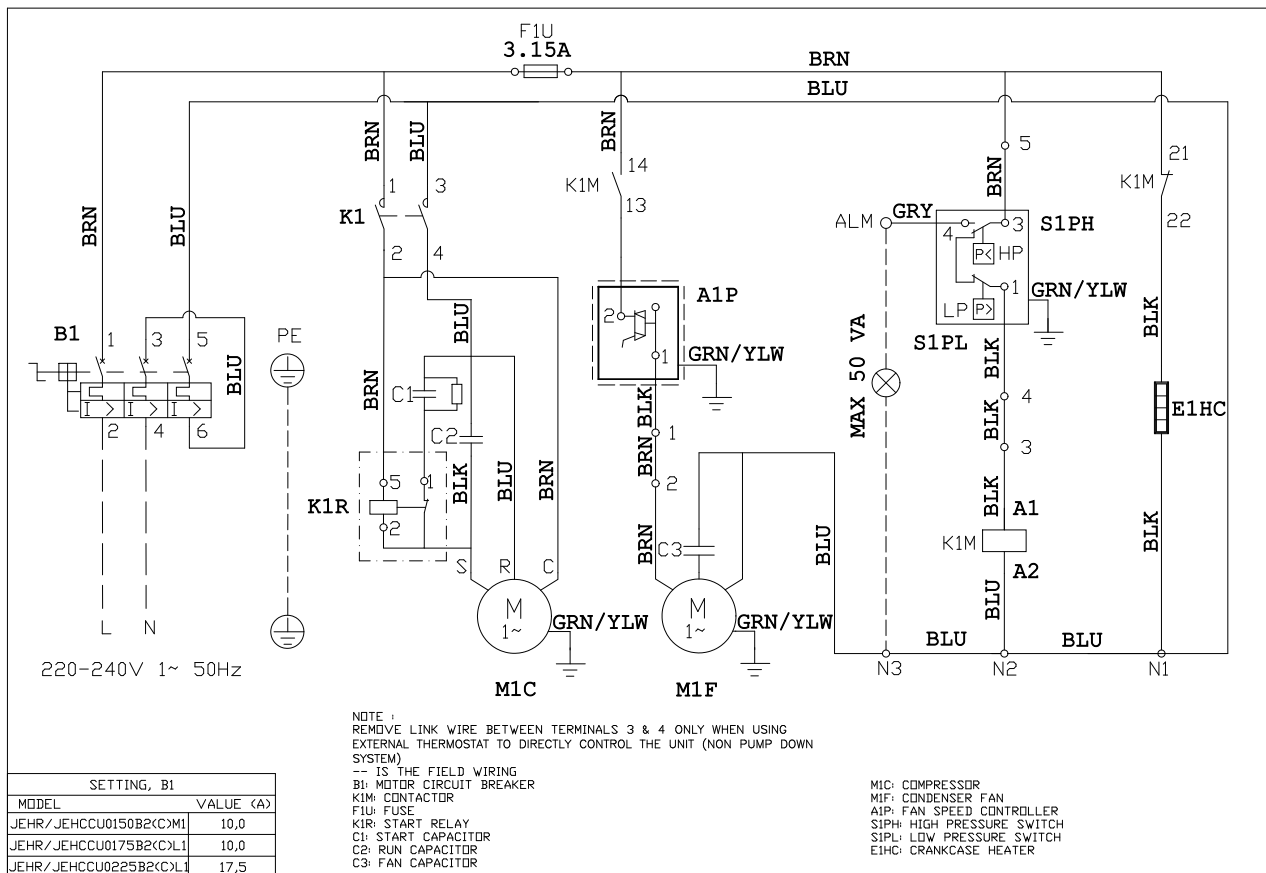 F1U
3.15A
BRN
BLU
BRN
BLU
BRN
BRN
BLU
BRN
5
14
K1M
13
21
K1M
22
1
3
K1
2
4
ALM
GRY
4
3
S1PH
P<
HP
1
GRN/YLW
LP
P>
S1PL
A1P
2
1
GRN/YLW
B1
1
3
5
BLU
I >
I >
I >
2
4
6
PE
BLU
BRN
C1
C2
BLK
BLU
BRN
K1R
5
1
2
S
R
C
M
1~
GRN/YLW
M1C
BLK
1
BRN
2
BRN
C3
M
1~
GRN/YLW
M1F
BLU
MAX 50 VA
BLK
4
BLK
3
BLK
A1
K1M
A2
BLU
BLK
E1HC
BLK
BLU
BLU
N3
N2
N1
L
N
220-240V 1~ 50Hz
NOTE :
REMOVE LINK WIRE BETWEEN TERMINALS 3 & 4 ONLY WHEN USING
EXTERNAL THERMOSTAT TO DIRECTLY CONTROL THE UNIT (NON PUMP DOWN
SYSTEM)
-- IS THE FIELD WIRING
B1: MOTOR CIRCUIT BREAKER
K1M: CONTACTOR
F1U: FUSE
K1R: START RELAY
C1: START CAPACITOR
C2: RUN CAPACITOR
C3: FAN CAPACITOR
M1C: COMPRESSOR
M1F: CONDENSER FAN
A1P: FAN SPEED CONTROLLER
S1PH: HIGH PRESSURE SWITCH
S1PL: LOW PRESSURE SWITCH
E1HC: CRANKCASE HEATER
SETTING, B1
MODEL VALUE (A)
JEHR/JEHCCU0150B2(C)M1 10,0
JEHR/JEHCCU0175B2(C)L1 10,0
JEHR/JEHCCU0225B2(C)L1 17,5